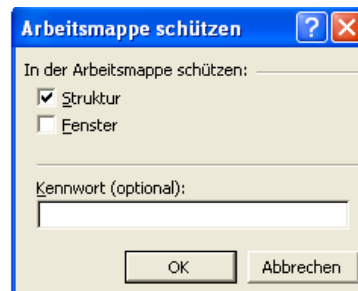 Arbeitsmappe schützen
In der Arbeitsmappe schützen:
Struktur
Fenster
Kennwort (optional):
OK
Abbrechen